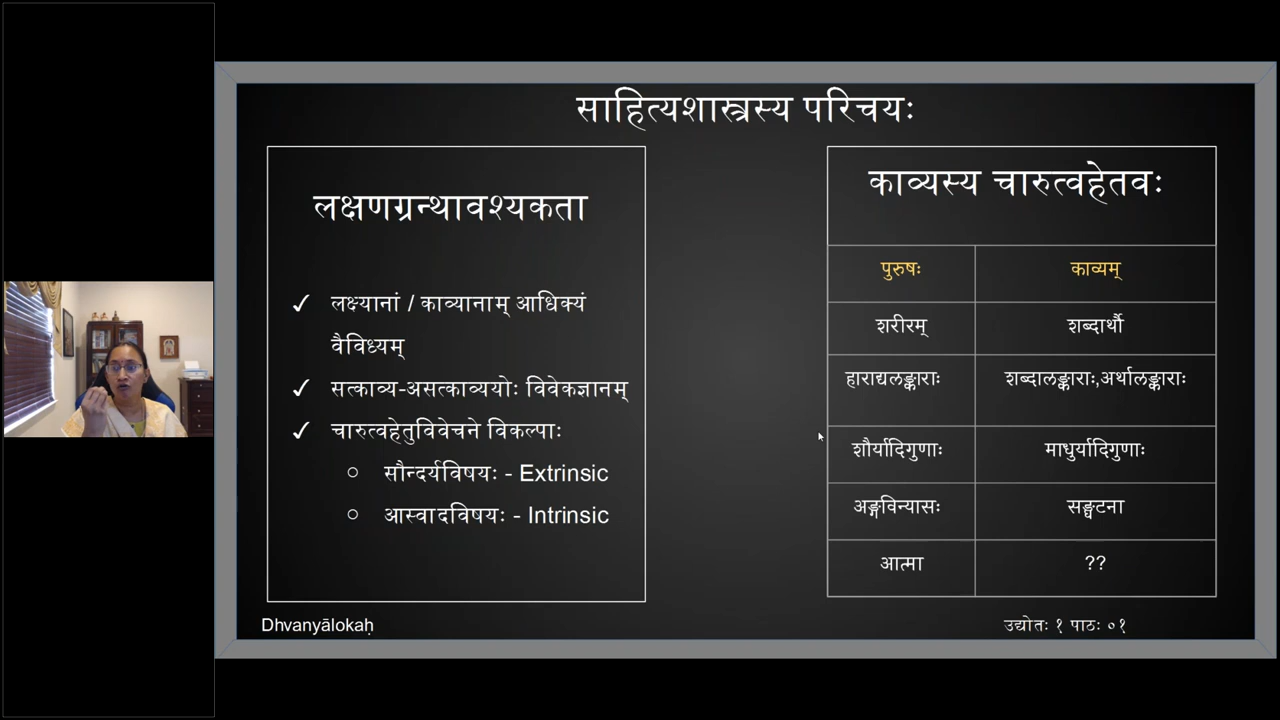 साहित्यशास्त्रस्य परिचयः
लक्षणग्रन्थावश्यकता
✓ लक्ष्यानां / काव्यानाम् आधिक्यं
वैविध्यम्
✓ सत्काव्य-असत्काव्ययोः विवेकज्ञानम्
✓ चारुत्वहेतुविवेचने विकल्पाः
○ सौन्दर्यविषयः - Extrinsic
○ आस्वादविषयः - Intrinsic
काव्यस्य चारुत्वहेतवः
पुरुषः काव्यम्
शरीरम् शब्दार्थौ
हाराद्यलङ्काराः शब्दालङ्काराः,अर्थालङ्काराः
शौर्यादिगुणाः माधुर्यादिगुणाः
अङ्गविन्यासः सङ्घटना
आत्मा ??
Dhvanyālokaḥ
उद्योतः १ पाठः ०१